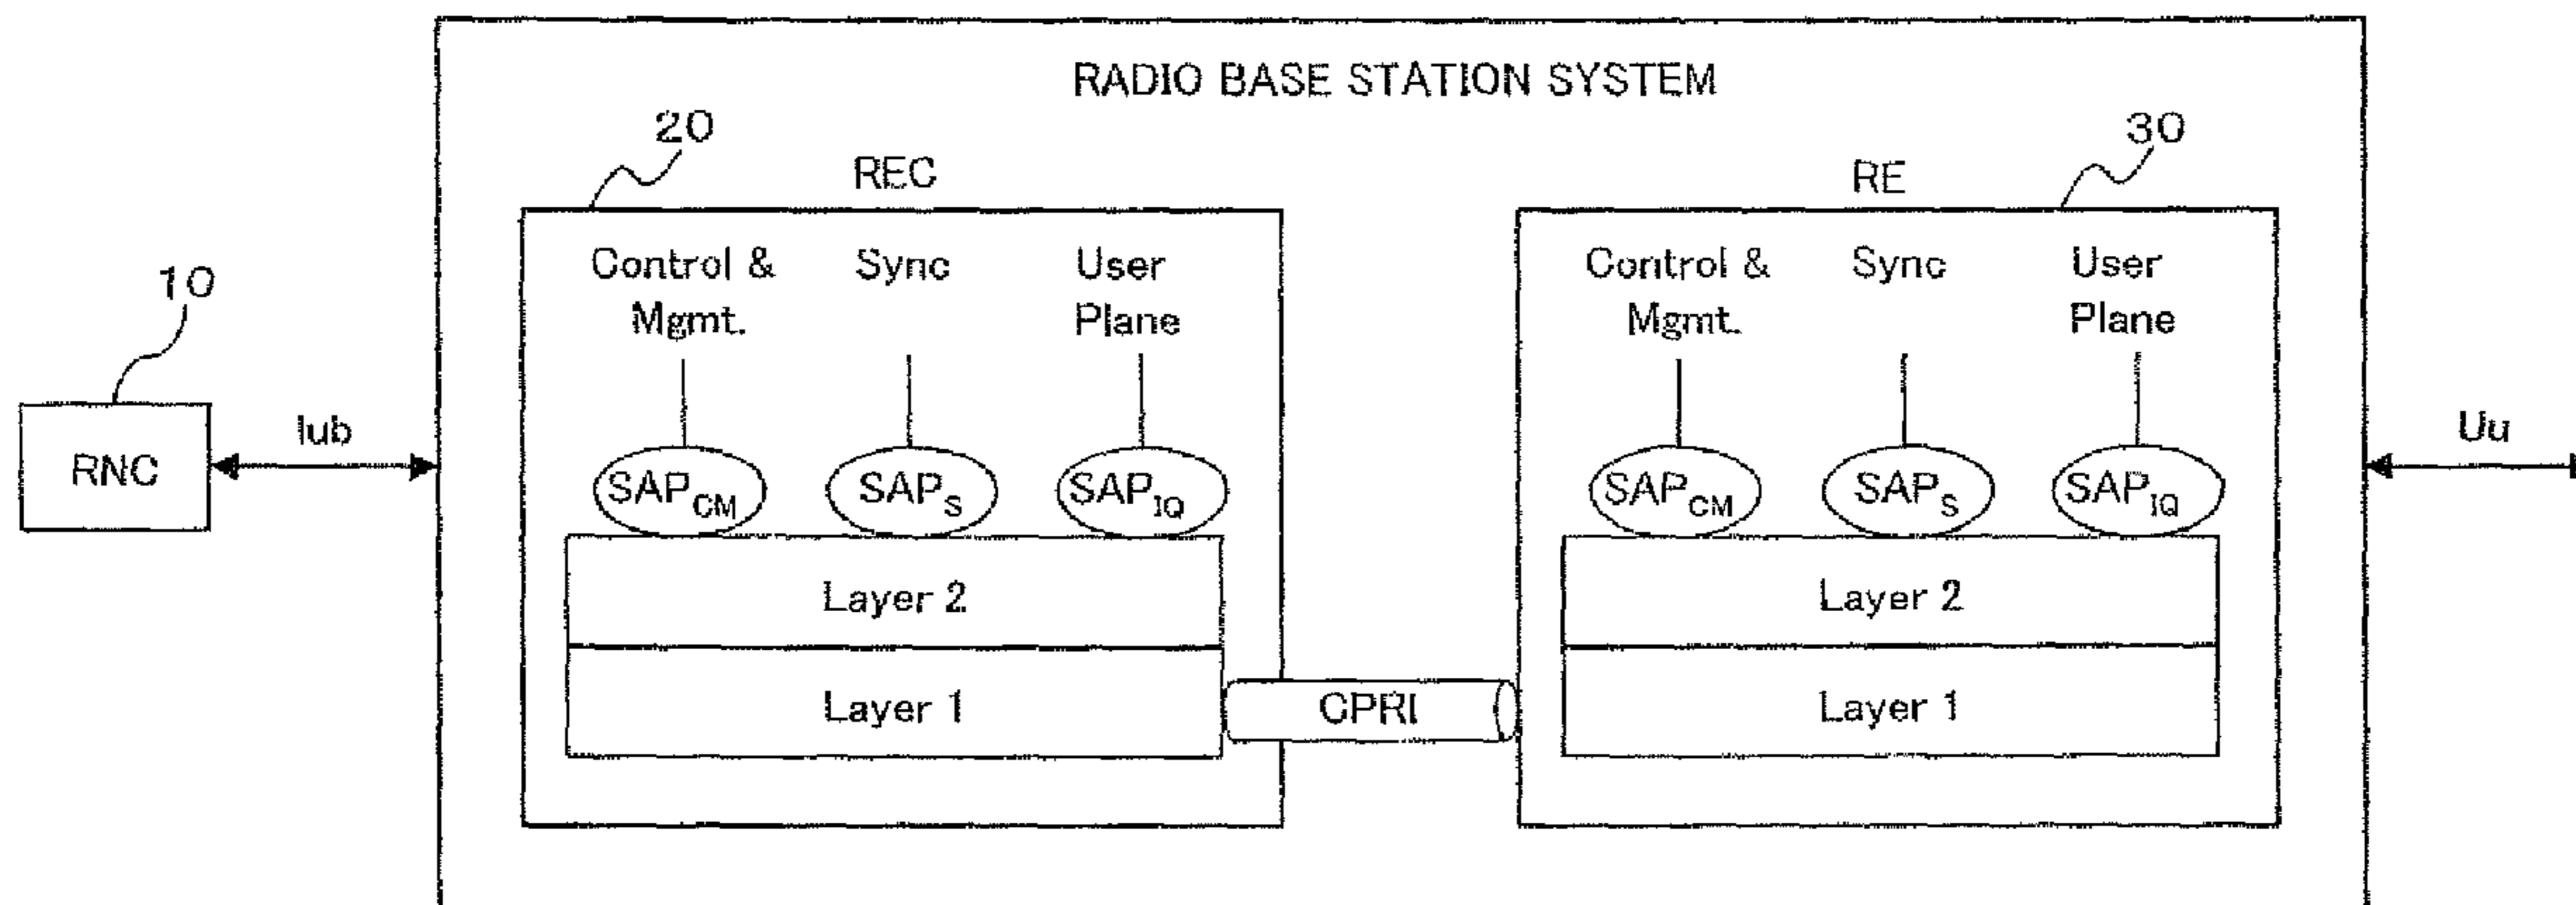 RADIO BASE STATION SYSTEM
20
30
REC
RE
Control &
Mgmt.
Sync
User
Plane
Control &
Mgmt.
Sync
User
Plane
10
RNC
Iub
Uu
SAPCM
SAPS
SAPIQ
SAPCM
SAPS
SAPIQ
Layer 2
Layer 1
Layer 2
Layer 1
CPRI